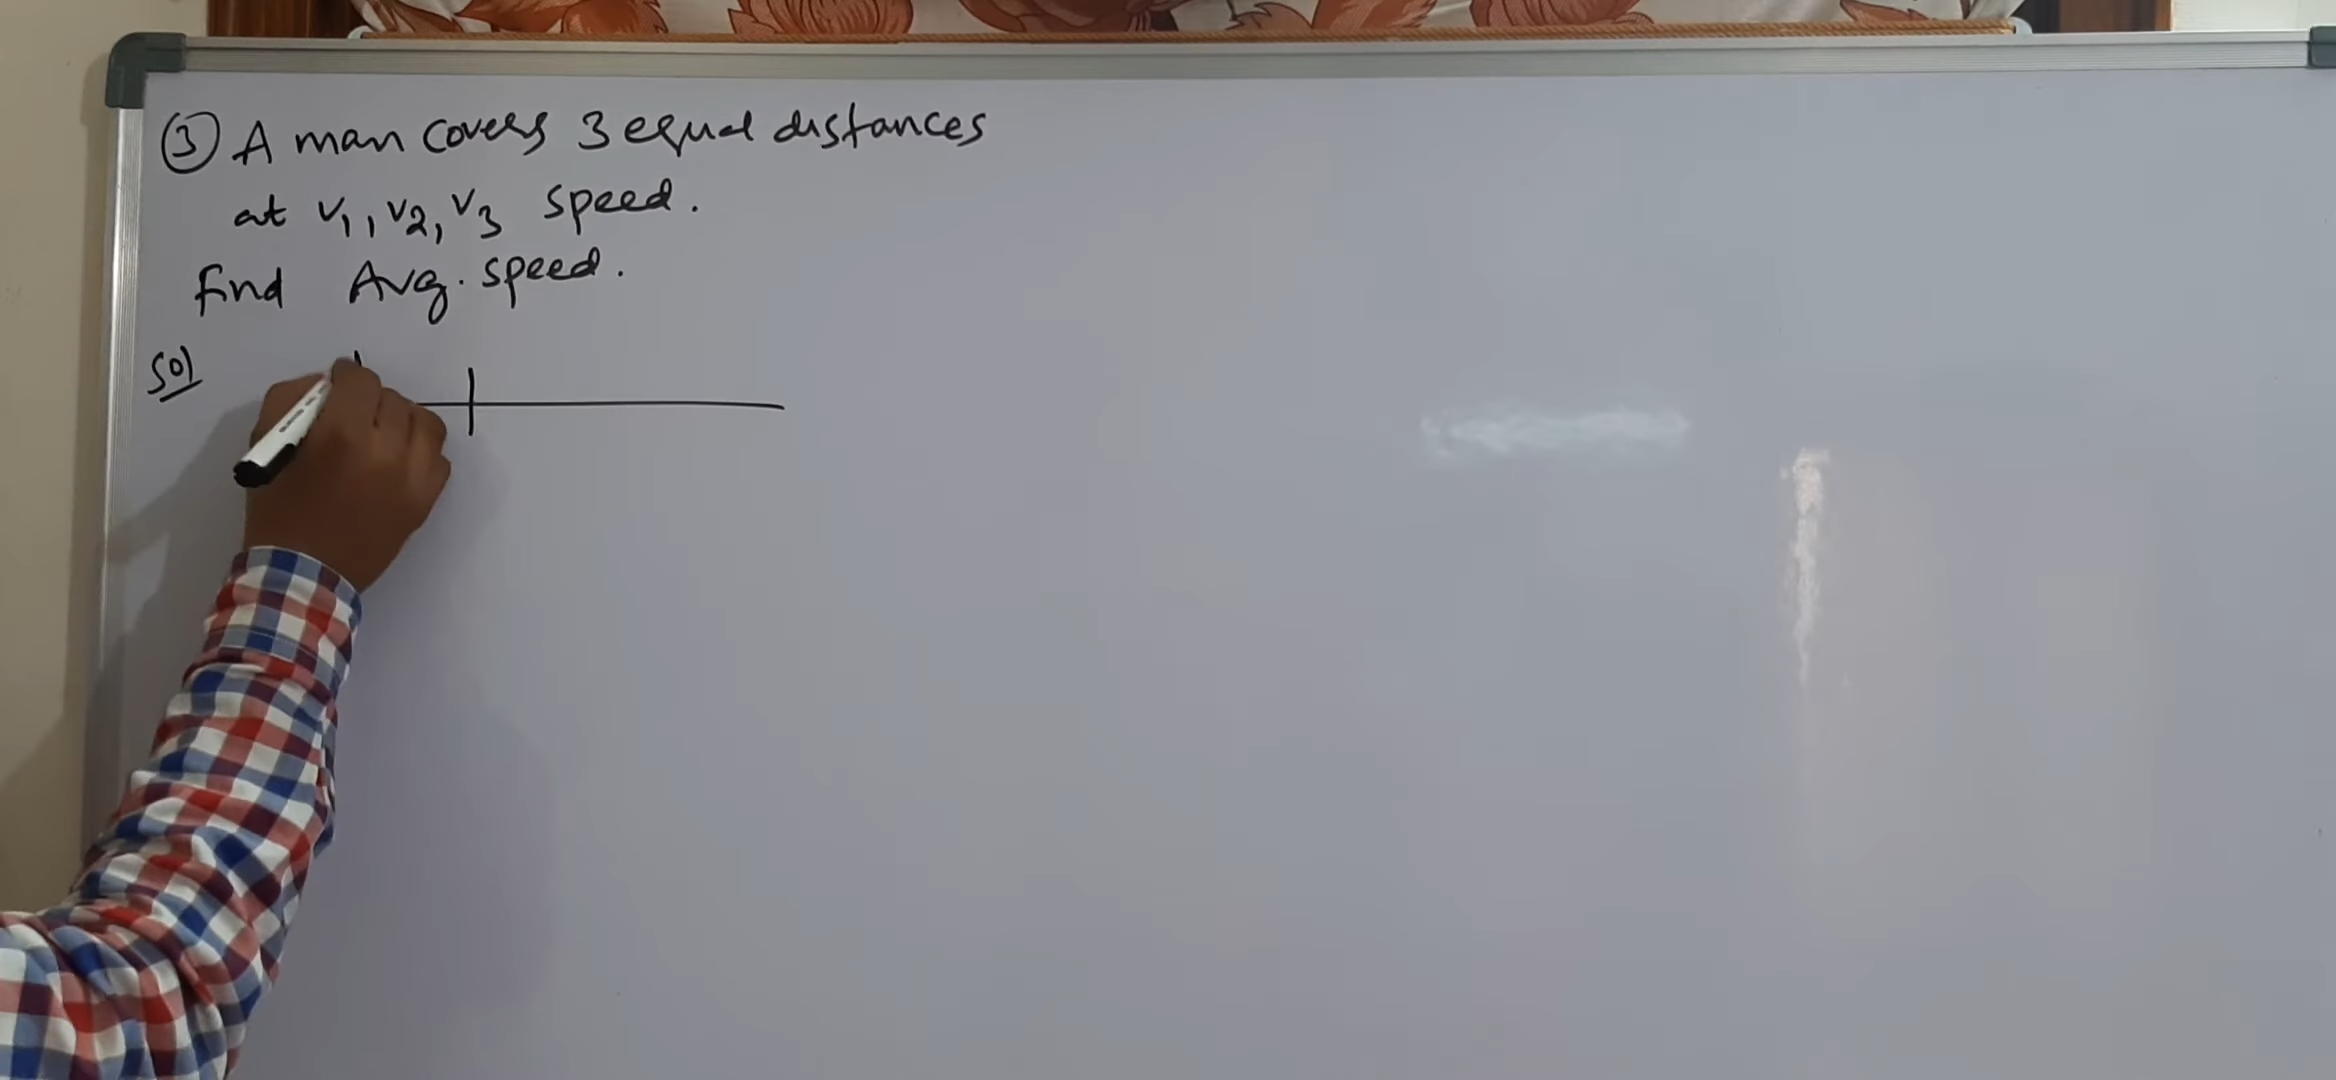 ③ A man covers 3 equal distances
at v1, v2, v3 speed.
find Avg. speed.
Sol